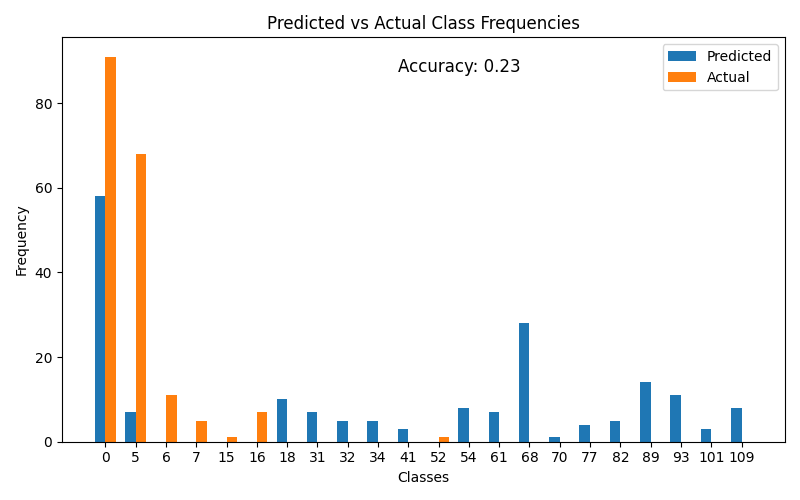 Predicted vs Actual Class Frequencies
Accuracy: 0.23
Predicted
Actual
Frequency
80
60
40
20
0
0 5 6 7 15 16 18 31 32 34 41 52 54 61 68 70 77 82 89 93 101 109
Classes